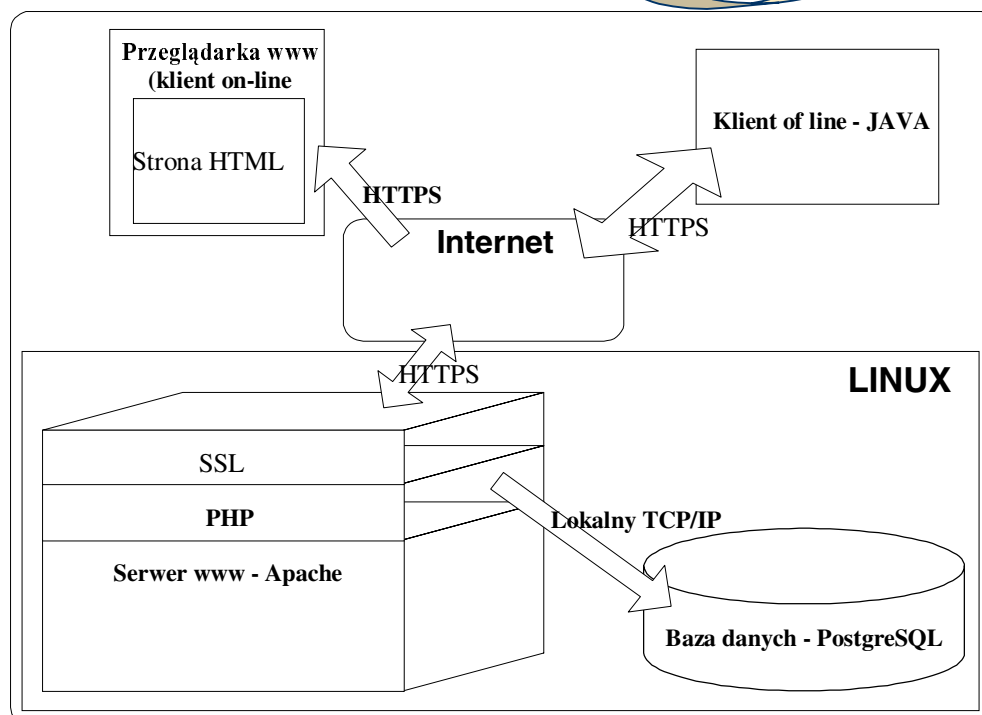 Przeglądarka www
(klient on-line
Strona HTML
Klient of line - JAVA
HTTPS
HTTPS
Internet
HTTPS
LINUX
SSL
PHP
Lokalny TCP/IP
Serwer www - Apache
Baza danych - PostgreSQL